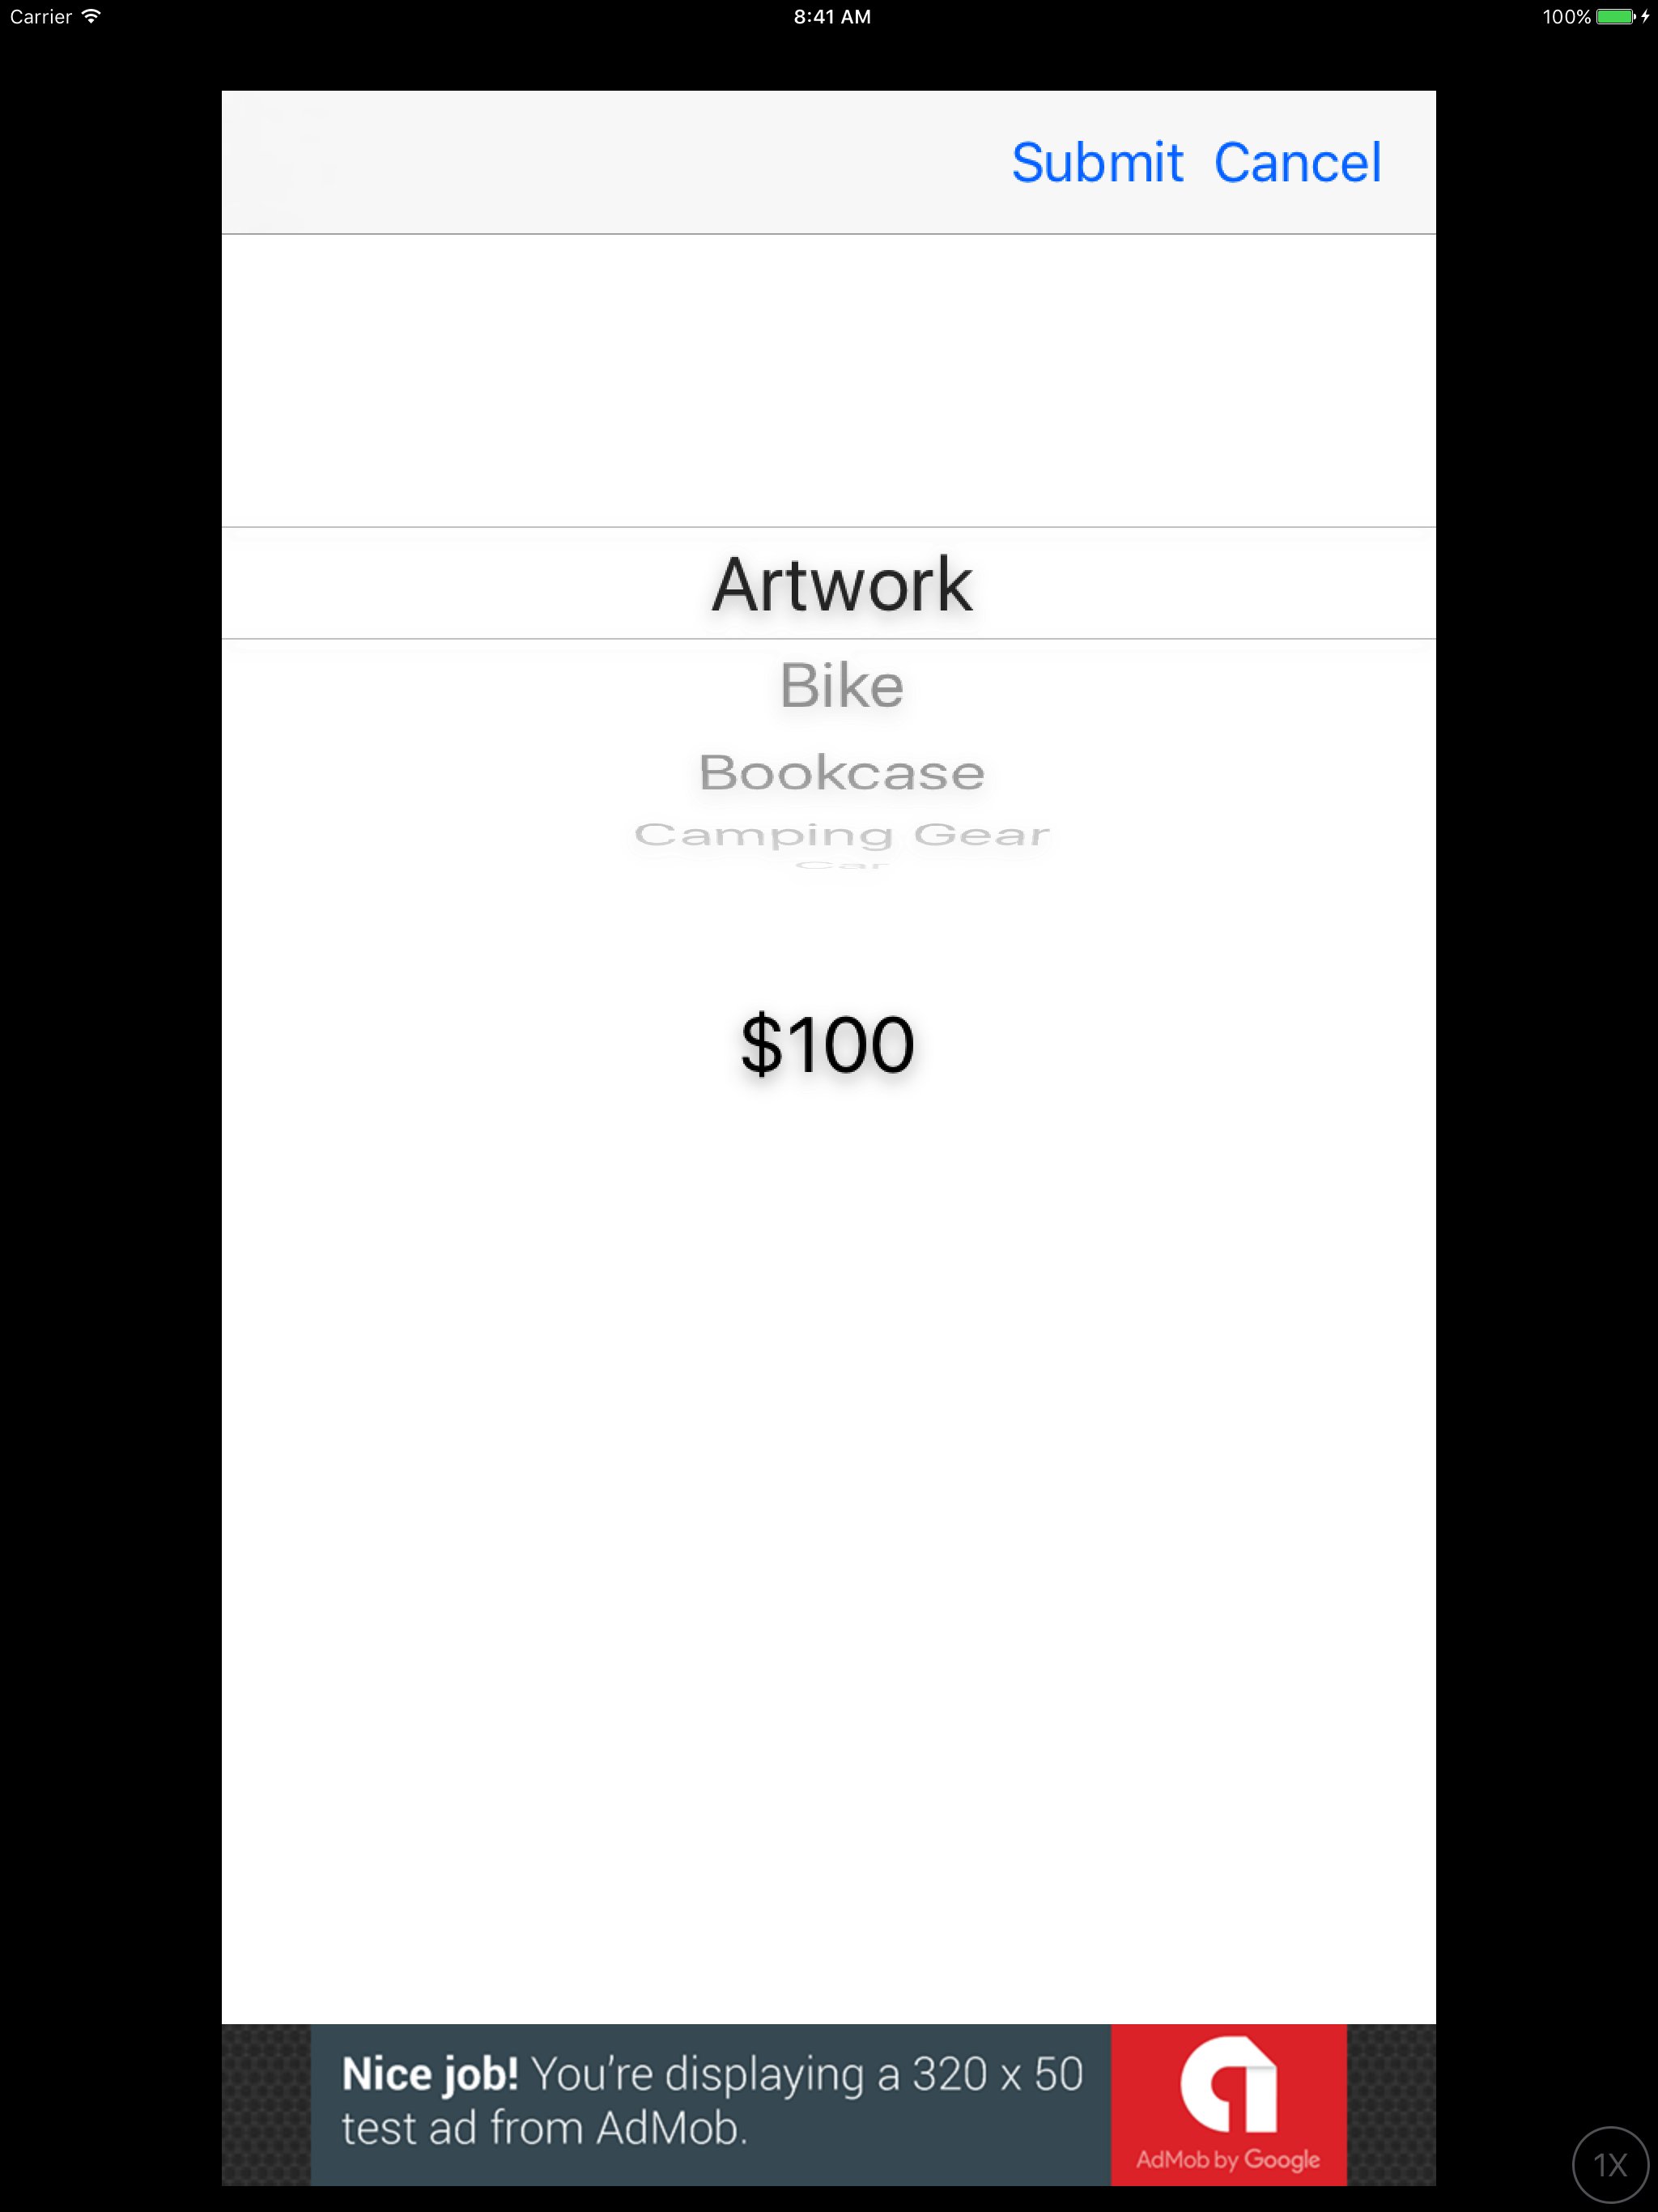 Carrier 8:41 AM 100%
Submit Cancel
Artwork
Bike
Bookcase
Camping Gear
Car
$100
Nice job! You’re displaying a 320 x 50
test ad from AdMob.
AdMob by Google
1X